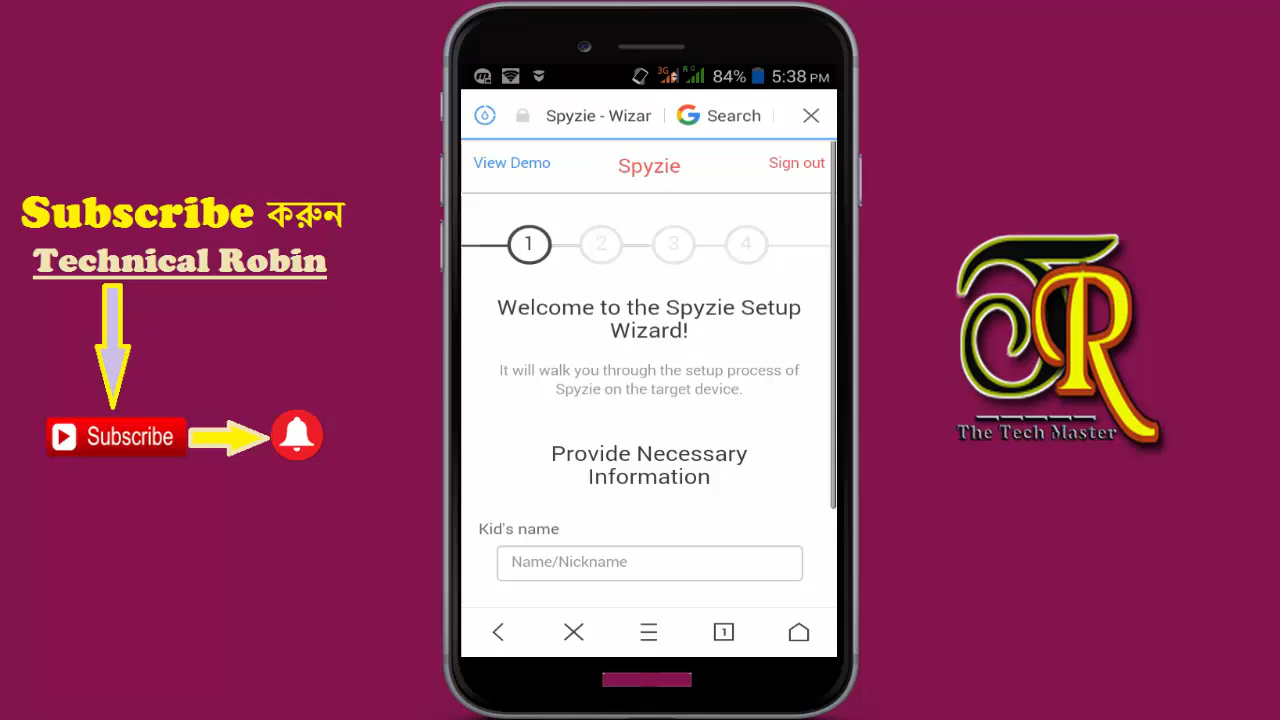 84% 5:38 PM
Spyzie - Wizar
Search
View Demo
Spyzie
Sign out
1 2 3 4
Welcome to the Spyzie Setup
Wizard!
It will walk you through the setup process of
Spyzie on the target device.
Provide Necessary
Information
Kid's name
Name/Nickname
1
Subscribe করুন
Technical Robin
Subscribe
The Tech Master